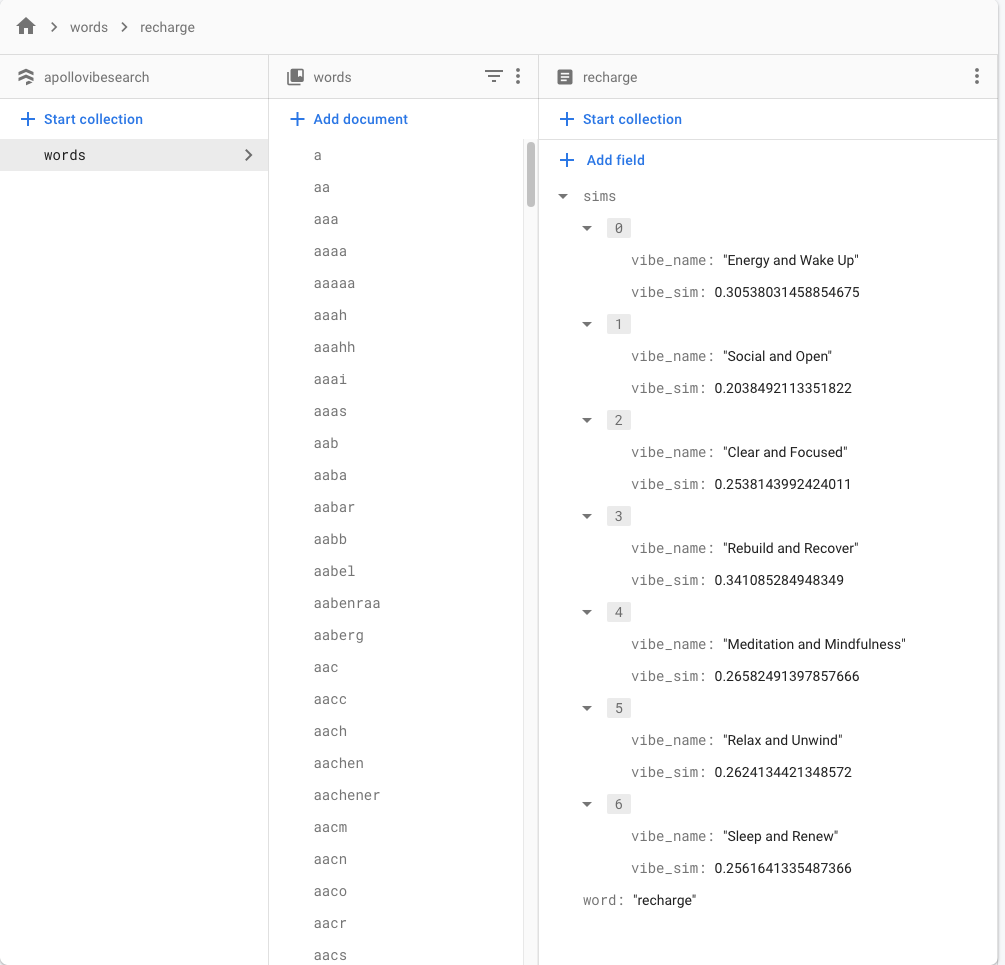 words
recharge
apollovibesearch
Start collection
words
words
Add document
a
aa
aaa
aaaa
aaaaa
aaah
aaahh
aaai
aaas
aab
aaba
aabar
aabb
aabel
aabenraa
aaberg
aac
aacc
aach
aachen
aachener
aacm
aacn
aaco
aacr
aacs
recharge
Start collection
Add field
sims
0
vibe_name: "Energy and Wake Up"
vibe_sim: 0.30538031458854675
1
vibe_name: "Social and Open"
vibe_sim: 0.2038492113351822
2
vibe_name: "Clear and Focused"
vibe_sim: 0.2538143992424011
3
vibe_name: "Rebuild and Recover"
vibe_sim: 0.341085284948349
4
vibe_name: "Meditation and Mindfulness"
vibe_sim: 0.26582491397857666
5
vibe_name: "Relax and Unwind"
vibe_sim: 0.2624134421348572
6
vibe_name: "Sleep and Renew"
vibe_sim: 0.2561641335487366
word: "recharge"